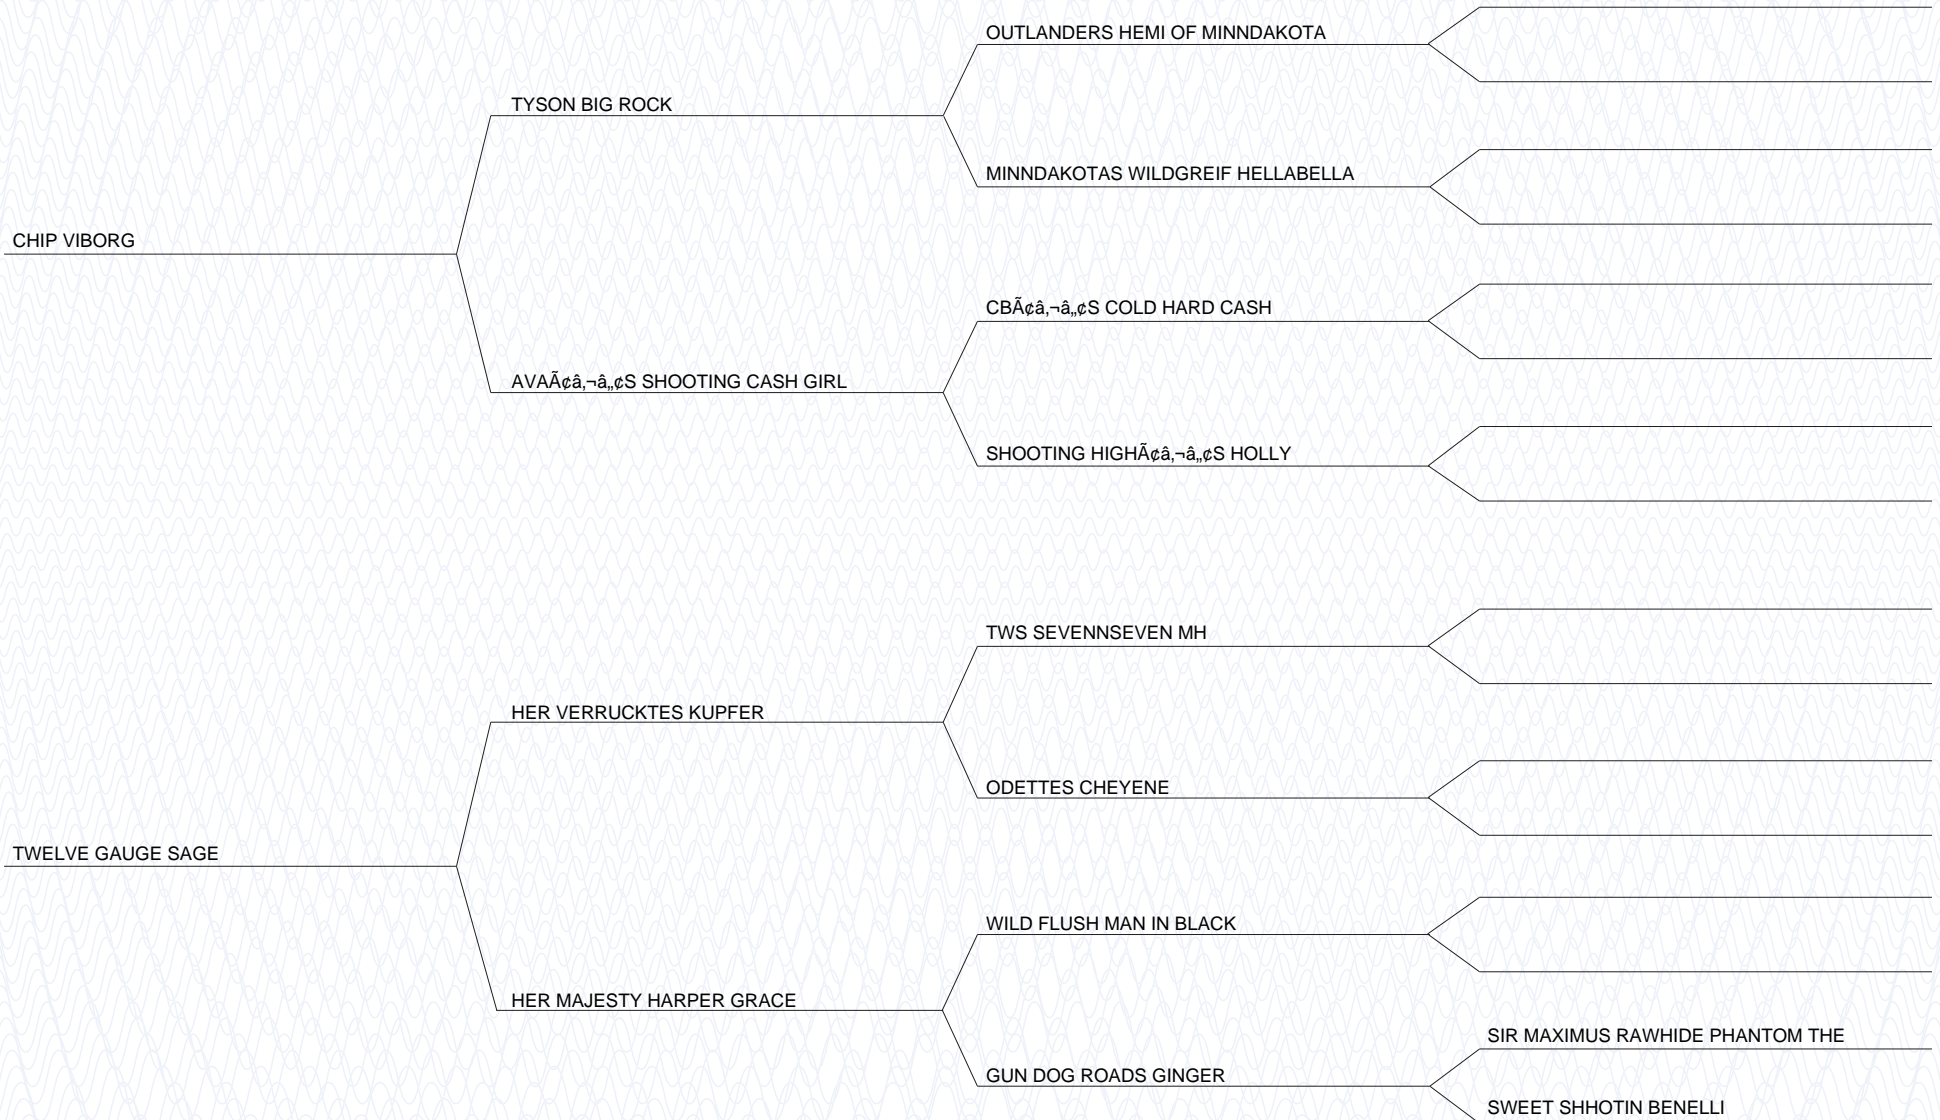 OUTLANDERS HEMI OF MINNDAKOTA
TYSON BIG ROCK
MINNDAKOTAS WILDGREIF HELLABELLA
CHIP VIBORG
CBÃ¢â‚¬â„¢S COLD HARD CASH
AVAÃ¢â‚¬â„¢S SHOOTING CASH GIRL
SHOOTING HIGHÃ¢â‚¬â„¢S HOLLY
TWS SEVENNSEVEN MH
HER VERRUCKTES KUPFER
ODETTES CHEYENE
TWELVE GAUGE SAGE
WILD FLUSH MAN IN BLACK
HER MAJESTY HARPER GRACE
SIR MAXIMUS RAWHIDE PHANTOM THE
GUN DOG ROADS GINGER
SWEET SHHOTIN BENELLI